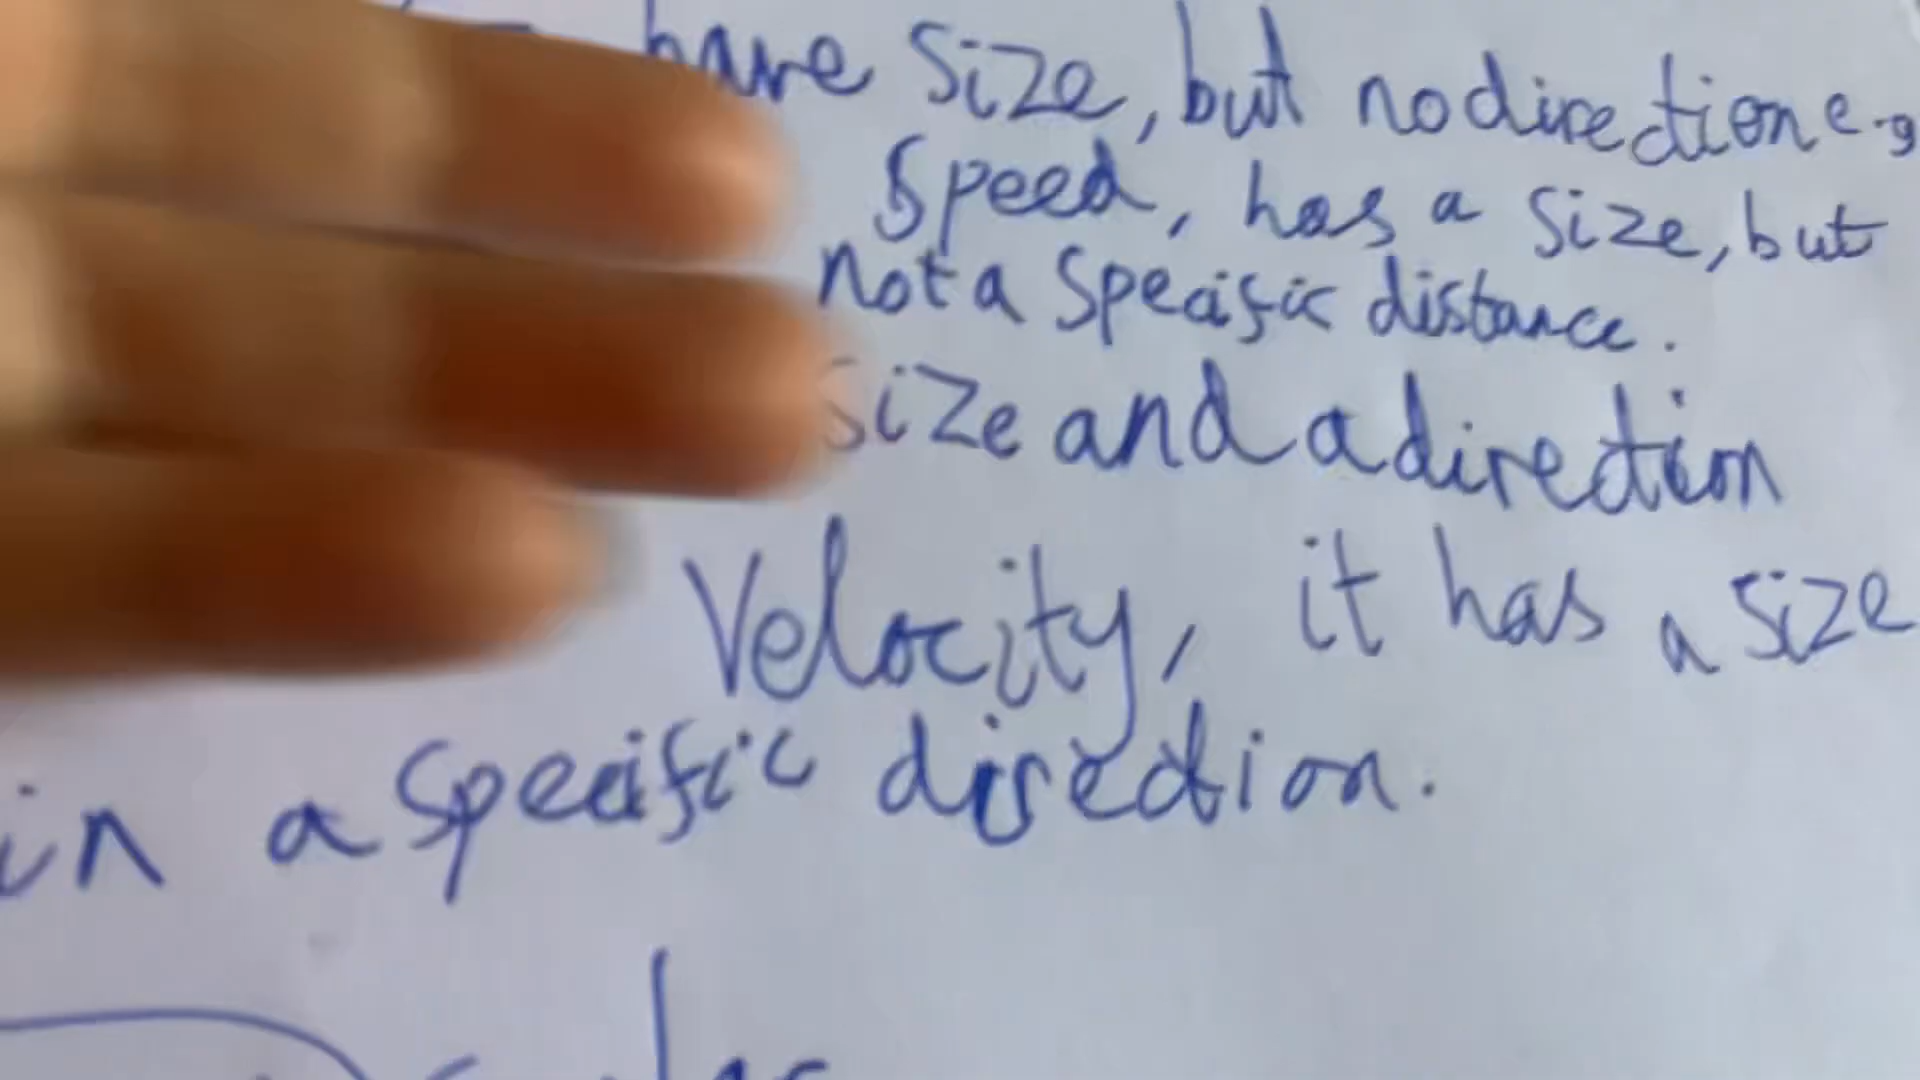 have size, but no direction e.g
Speed, has a size, but
not a specific distance.
size and a direction
Velocity, it has a size
in a specific direction.